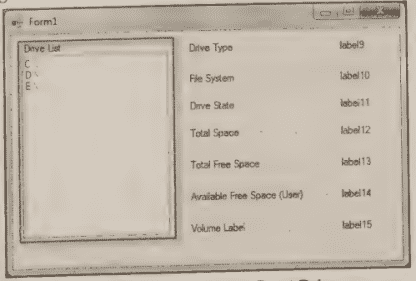 Form1
Drive List
C:\
D:\
E:\
Drive Type label9
File System label10
Drive State label11
Total Space label12
Total Free Space label13
Available Free Space (User) label14
Volume Label label15